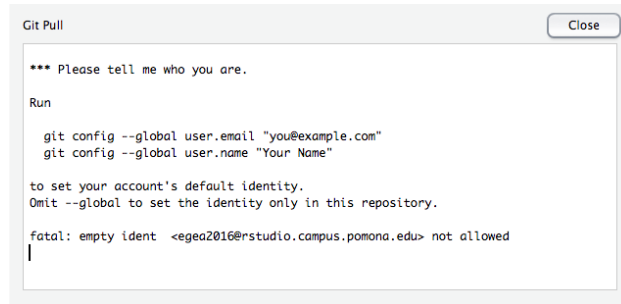 Git Pull
Close
*** Please tell me who you are.
Run
git config --global user.email "you@example.com"
git config --global user.name "Your Name"
to set your account's default identity.
Omit --global to set the identity only in this repository.
fatal: empty ident  <egea2016@rstudio.campus.pomona.edu> not allowed